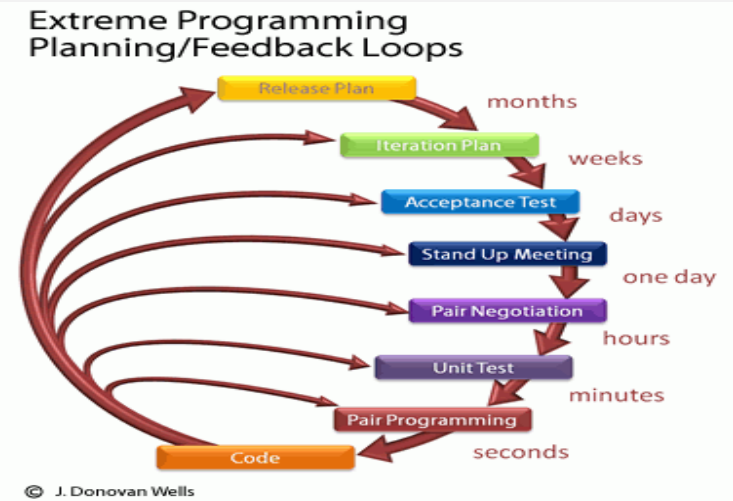 Extreme Programming
Planning/Feedback Loops
Release Plan
months
Iteration Plan
weeks
Acceptance Test
days
Stand Up Meeting
one day
Pair Negotiation
hours
Unit Test
minutes
Pair Programming
seconds
Code
© J. Donovan Wells